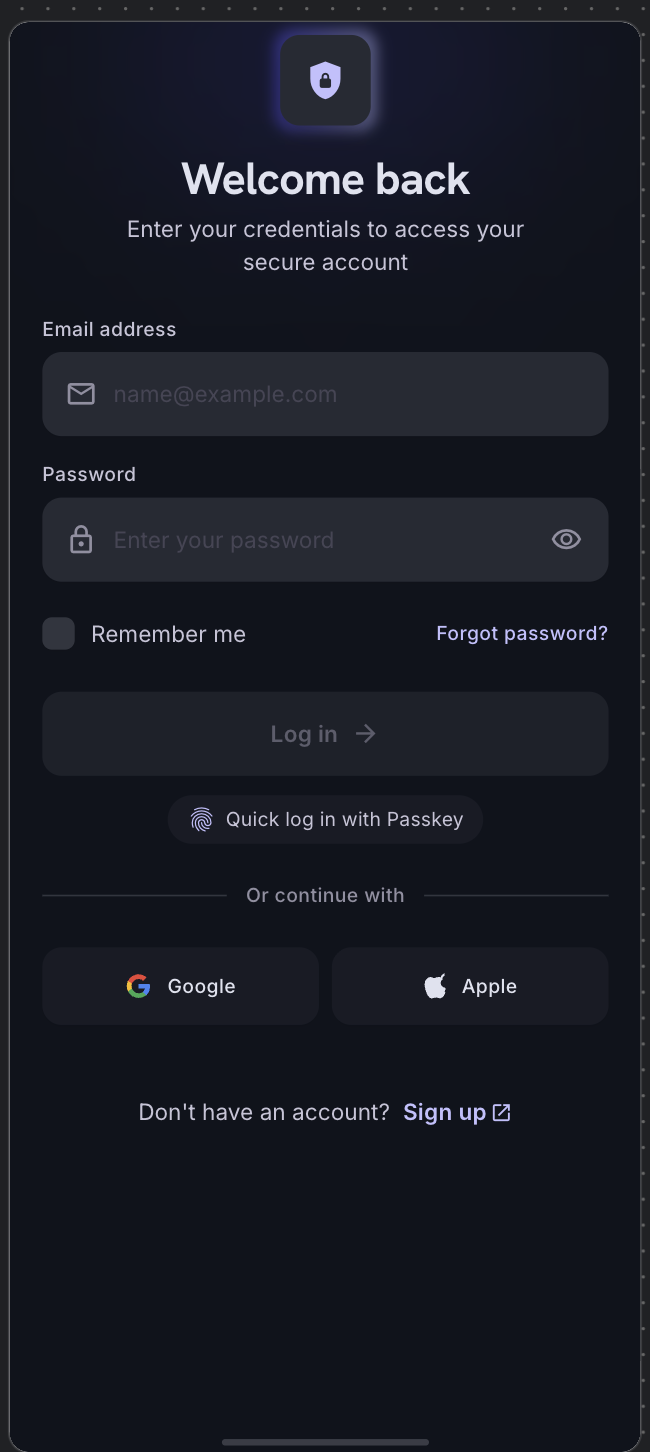 Welcome back
Enter your credentials to access your
secure account
Email address
name@example.com
Password
Enter your password
Remember me
Forgot password?
Log in
Quick log in with Passkey
Or continue with
Google
Apple
Don't have an account? Sign up